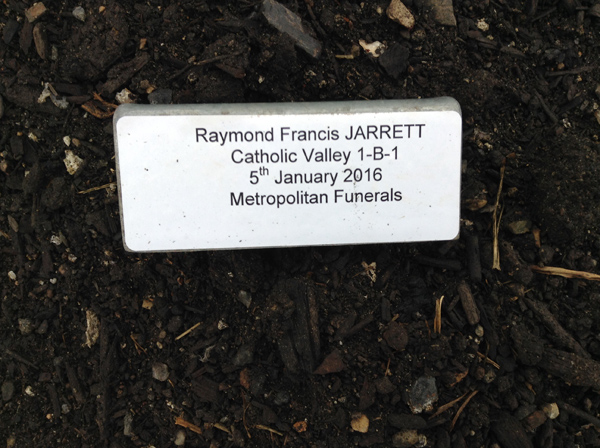 Raymond Francis JARRETT
Catholic Valley 1-B-1
5th January 2016
Metropolitan Funerals